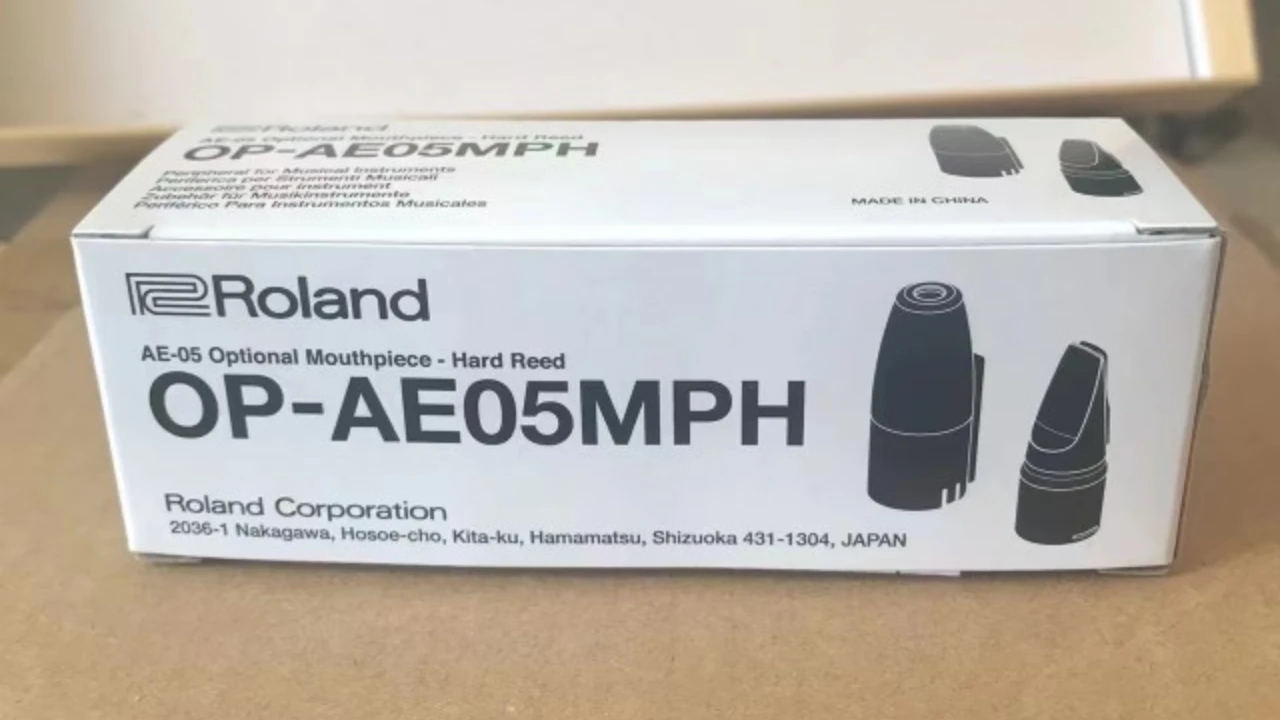 Roland
AE-05 Optional Mouthpiece - Hard Reed
OP-AE05MPH
Peripheral for Musical Instruments
Periferica per Strumenti Musicali
Accessoire pour instrument
Zubehör für Musikinstrumente
Periférico Para Instrumentos Musicales
MADE IN CHINA
Roland
AE-05 Optional Mouthpiece - Hard Reed
OP-AE05MPH
Roland Corporation
2036-1 Nakagawa, Hosoe-cho, Kita-ku, Hamamatsu, Shizuoka 431-1304, JAPAN